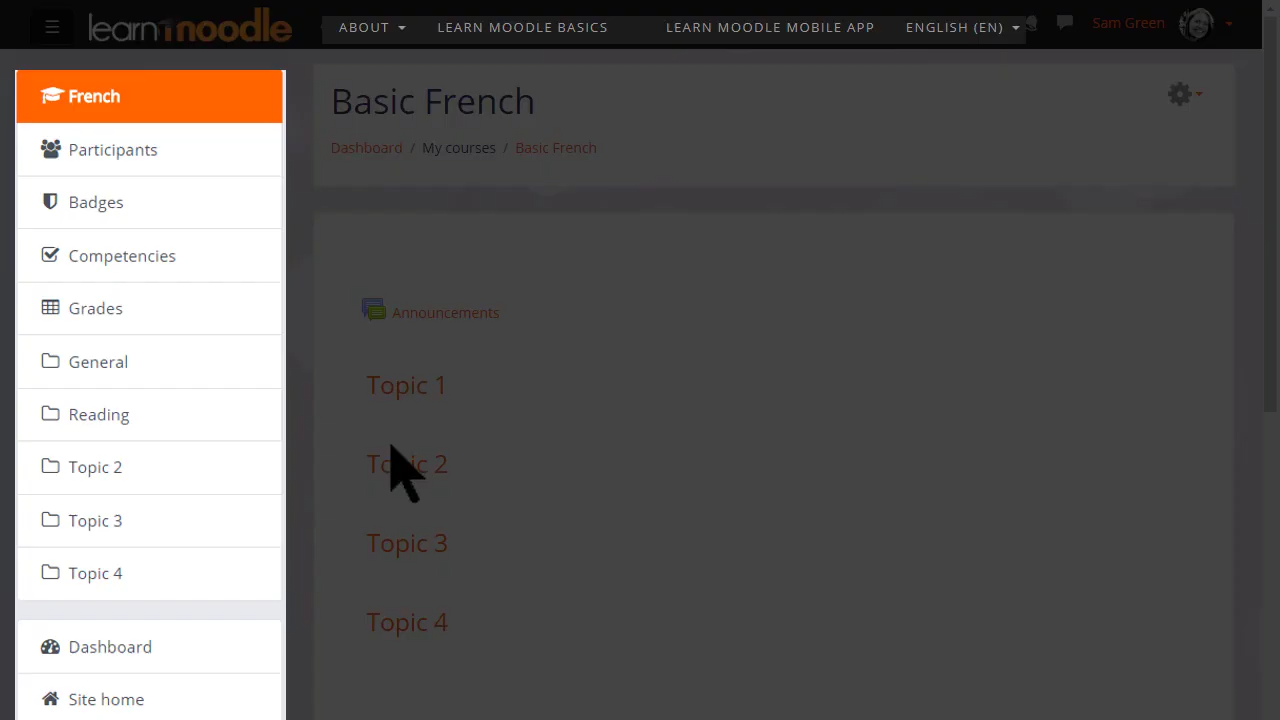 learn moodle
ABOUT LEARN MOODLE BASICS LEARN MOODLE MOBILE APP ENGLISH (EN) Sam Green
French
Participants
Badges
Competencies
Grades
General
Reading
Topic 2
Topic 3
Topic 4
Dashboard
Site home
Basic French
Dashboard / My courses / Basic French
Announcements
Topic 1
Topic 2
Topic 3
Topic 4